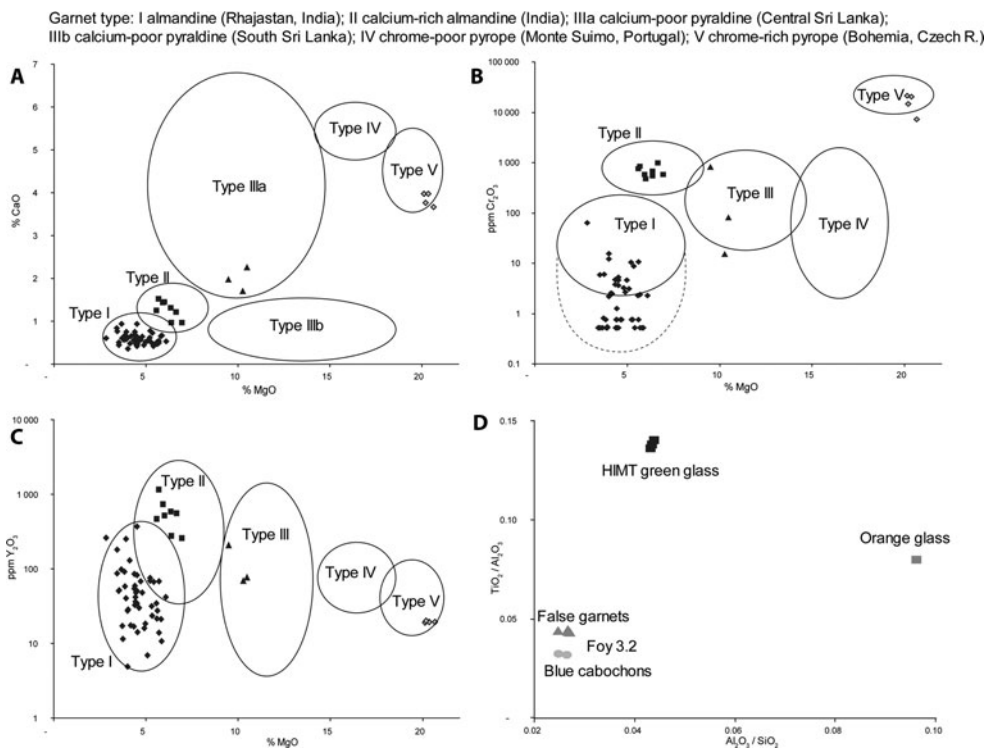 Garnet type: I almandine (Rhajastan, India); II calcium-rich almandine (India); IIIa calcium-poor pyraldine (Central Sri Lanka);
IIIb calcium-poor pyraldine (South Sri Lanka); IV chrome-poor pyrope (Monte Suimo, Portugal); V chrome-rich pyrope (Bohemia, Czech R.)
A
7
6
5
4
3
2
1
-
% CaO
Type IIIa
Type IV
Type V
Type II
Type I
Type IIIb
-
5
10
15
20
% MgO
B
100 000
10 000
1 000
100
10
1
0.1
ppm Cr2O3
Type V
Type II
Type III
Type I
Type IV
-
5
10
15
20
% MgO
C
10 000
1 000
100
10
1
ppm Y2O3
Type II
Type III
Type IV
Type V
Type I
-
5
10
15
20
% MgO
D
0.15
0.10
0.05
-
TiO2 / Al2O3
HIMT green glass
Orange glass
False garnets
Foy 3.2
Blue cabochons
0.02
0.04
0.06
0.08
0.10
Al2O3 / SiO2